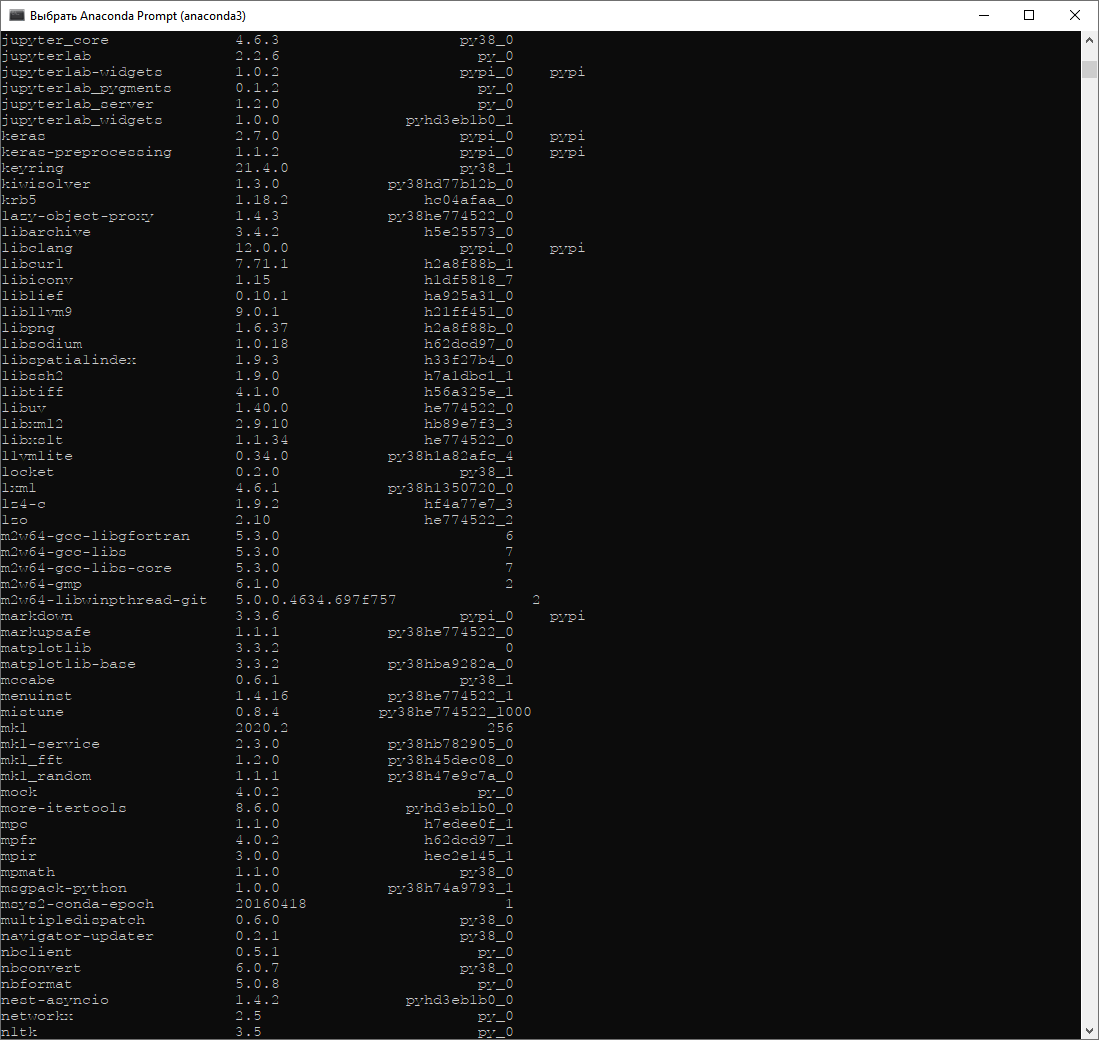 Выбрать Anaconda Prompt (anaconda3)
jupyter_core 4.6.3 py38_0
jupyterlab 2.2.6 py_0
jupyterlab-widgets 1.0.2 pypi_0 pypi
jupyterlab_pygments 0.1.2 py_0
jupyterlab_server 1.2.0 py_0
jupyterlab_widgets 1.0.0 pyhd3eb1b0_1
keras 2.7.0 pypi_0 pypi
keras-preprocessing 1.1.2 pypi_0 pypi
keyring 21.4.0 py38_1
kiwisolver 1.3.0 py38hd77b12b_0
krb5 1.18.2 hc04afaa_0
lazy-object-proxy 1.4.3 py38he774522_0
libarchive 3.4.2 h5e25573_0
libclang 12.0.0 pypi_0 pypi
libcurl 7.71.1 h2a8f88b_1
libiconv 1.15 h1df5818_7
liblief 0.10.1 ha925a31_0
libllvm9 9.0.1 h21ff451_0
libpng 1.6.37 h2a8f88b_0
libsodium 1.0.18 h62dcd97_0
libspatialindex 1.9.3 h33f27b4_0
libssh2 1.9.0 h7a1dbc1_1
libtiff 4.1.0 h56a325e_1
libuv 1.40.0 he774522_0
libxml2 2.9.10 hb89e7f3_3
libxslt 1.1.34 he774522_0
llvmlite 0.34.0 py38h1a82afc_4
locket 0.2.0 py38_1
lxml 4.6.1 py38h1350720_0
lz4-c 1.9.2 hf4a77e7_3
lzo 2.10 he774522_2
m2w64-gcc-libgfortran 5.3.0 6
m2w64-gcc-libs 5.3.0 7
m2w64-gcc-libs-core 5.3.0 7
m2w64-gmp 6.1.0 2
m2w64-libwinpthread-git 5.0.0.4634.697f757 2
markdown 3.3.6 pypi_0 pypi
markupsafe 1.1.1 py38he774522_0
matplotlib 3.3.2 0
matplotlib-base 3.3.2 py38hba9282a_0
mccabe 0.6.1 py38_1
menuinst 1.4.16 py38he774522_1
mistune 0.8.4 py38he774522_1000
mkl 2020.2 256
mkl-service 2.3.0 py38hb782905_0
mkl_fft 1.2.0 py38h45dec08_0
mkl_random 1.1.1 py38h47e9c7a_0
mock 4.0.2 py_0
more-itertools 8.6.0 pyhd3eb1b0_0
mpc 1.1.0 h7edee0f_1
mpfr 4.0.2 h62dcd97_1
mpir 3.0.0 hec2e145_1
mpmath 1.1.0 py38_0
msgpack-python 1.0.0 py38h74a9793_1
msys2-conda-epoch 20160418 1
multipledispatch 0.6.0 py38_0
navigator-updater 0.2.1 py38_0
nbclient 0.5.1 py_0
nbconvert 6.0.7 py38_0
nbformat 5.0.8 py_0
nest-asyncio 1.4.2 pyhd3eb1b0_0
networkx 2.5 py_0
nltk 3.5 py_0